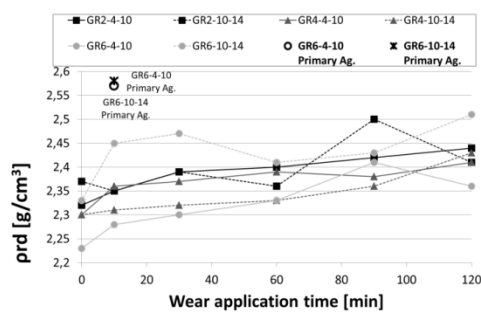 GR2-4-10 GR2-10-14 GR4-4-10 GR4-10-14
GR6-4-10 GR6-10-14 GR6-4-10 GR6-10-14
Primary Ag. Primary Ag.
2,6
2,55
2,5
2,45
2,4
2,35
2,3
2,25
2,2
GR6-4-10
Primary Ag.
GR6-10-14
Primary Ag.
ρrd [g/cm³]
0 20 40 60 80 100 120
Wear application time [min]